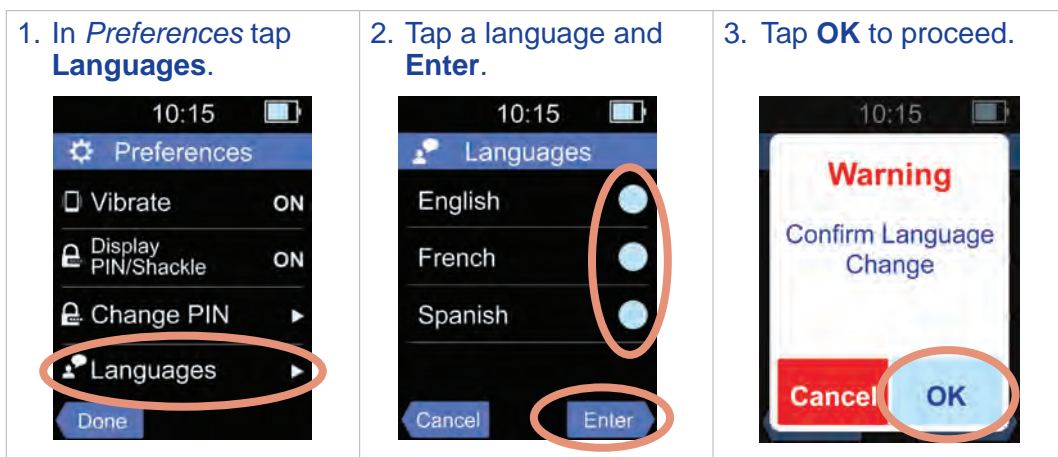 1. In Preferences tap
Languages.
10:15
Preferences
Vibrate ON
Display
PIN/Shackle ON
Change PIN
Languages
Done
2. Tap a language and
Enter.
10:15
Languages
English
French
Spanish
Cancel Enter
3. Tap OK to proceed.
10:15
Warning
Confirm Language
Change
Cancel OK